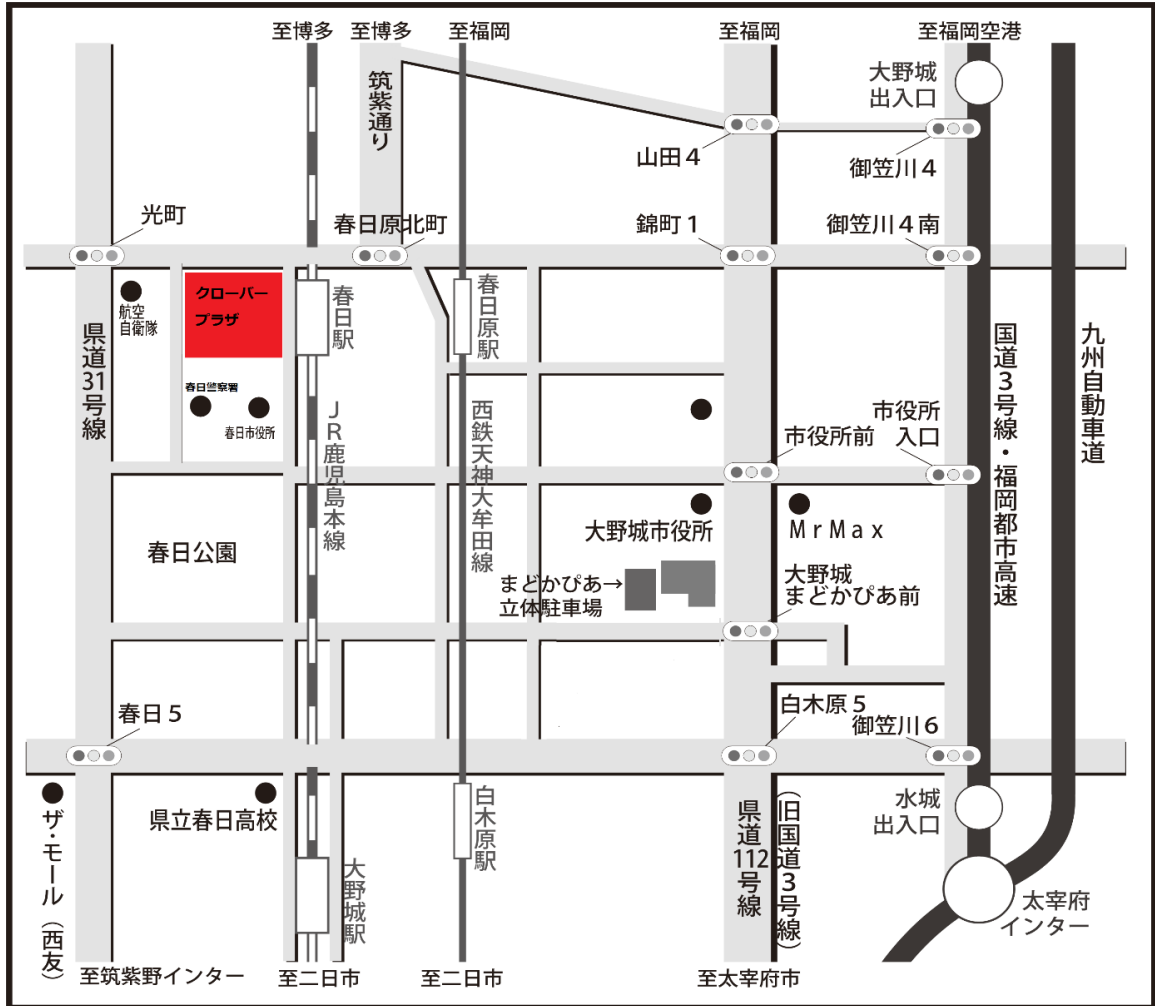 至博多
至博多
至福岡
至福岡
至福岡空港
大野城
出入口
筑紫通り
山田4
御笠川4
光町
春日原北町
錦町1
御笠川4南
クローバー
プラザ
航空
自衛隊
春日駅
春日原駅
県道31号線
国道3号線・福岡都市高速
九州自動車道
春日警察署
春日市役所
JR鹿児島本線
西鉄天神大牟田線
市役所前
市役所
入口
春日公園
大野城市役所
MrMax
まどかぴあ→
立体駐車場
大野城
まどかぴあ前
春日5
白木原5
御笠川6
ザ・モール(西友)
県立春日高校
白木原駅
県道112号線
(旧国道3号線)
水城
出入口
大野城駅
太宰府
インター
至筑紫野インター
至二日市
至二日市
至太宰府市